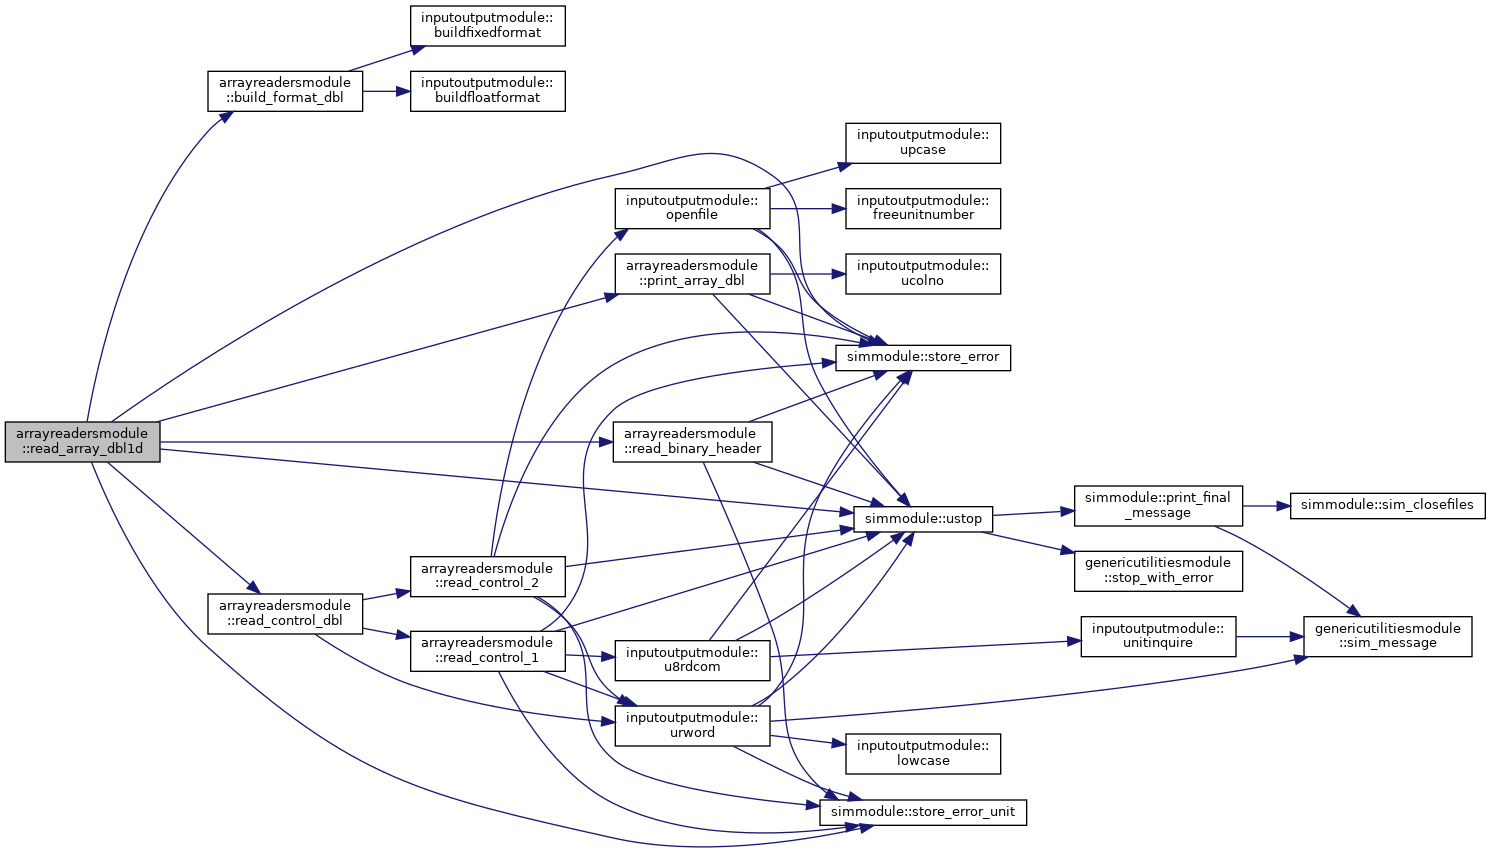 inputoutputmodule::
buildfixedformat
arrayreadersmodule
::build_format_dbl
inputoutputmodule::
buildfloatformat
inputoutputmodule::
upcase
inputoutputmodule::
openfile
inputoutputmodule::
freeunitnumber
arrayreadersmodule
::print_array_dbl
inputoutputmodule::
ucolno
simmodule::store_error
arrayreadersmodule
::read_array_dbl1d
arrayreadersmodule
::read_binary_header
simmodule::ustop
simmodule::print_final
_message
simmodule::sim_closefiles
arrayreadersmodule
::read_control_2
genericutilitiesmodule
::stop_with_error
arrayreadersmodule
::read_control_dbl
arrayreadersmodule
::read_control_1
inputoutputmodule::
u8rdcom
inputoutputmodule::
unitinquire
genericutilitiesmodule
::sim_message
inputoutputmodule::
urword
inputoutputmodule::
lowcase
simmodule::store_error_unit